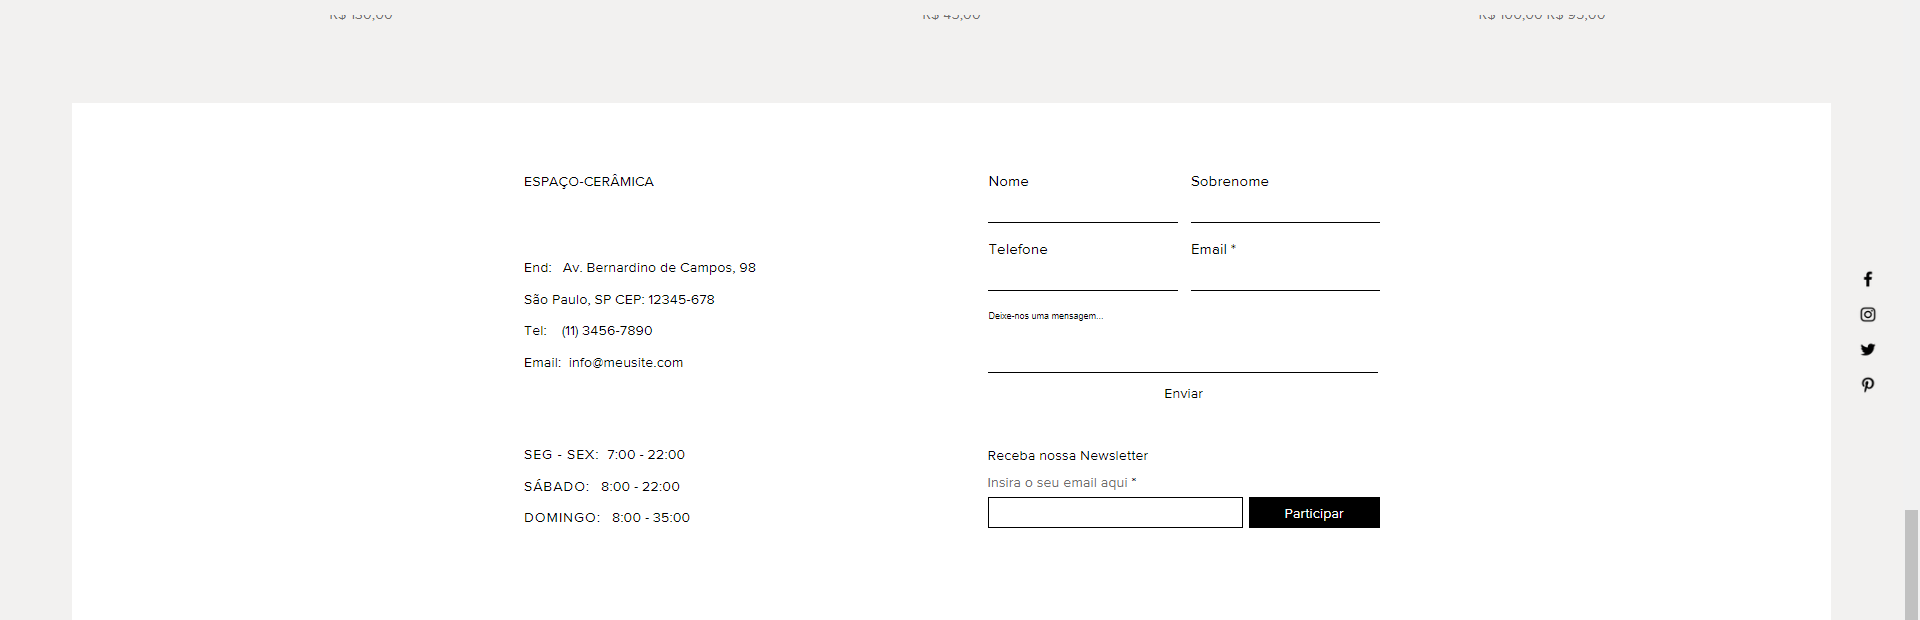 R$ 130,00
R$ 45,00
R$ 100,00 R$ 95,00
ESPAÇO-CERÂMICA
End: Av. Bernardino de Campos, 98
São Paulo, SP CEP: 12345-678
Tel: (11) 3456-7890
Email: info@meusite.com
SEG - SEX: 7:00 - 22:00
SÁBADO: 8:00 - 22:00
DOMINGO: 8:00 - 35:00
Nome
Sobrenome
Telefone
Email *
Deixe-nos uma mensagem...
Enviar
Receba nossa Newsletter
Insira o seu email aqui *
Participar